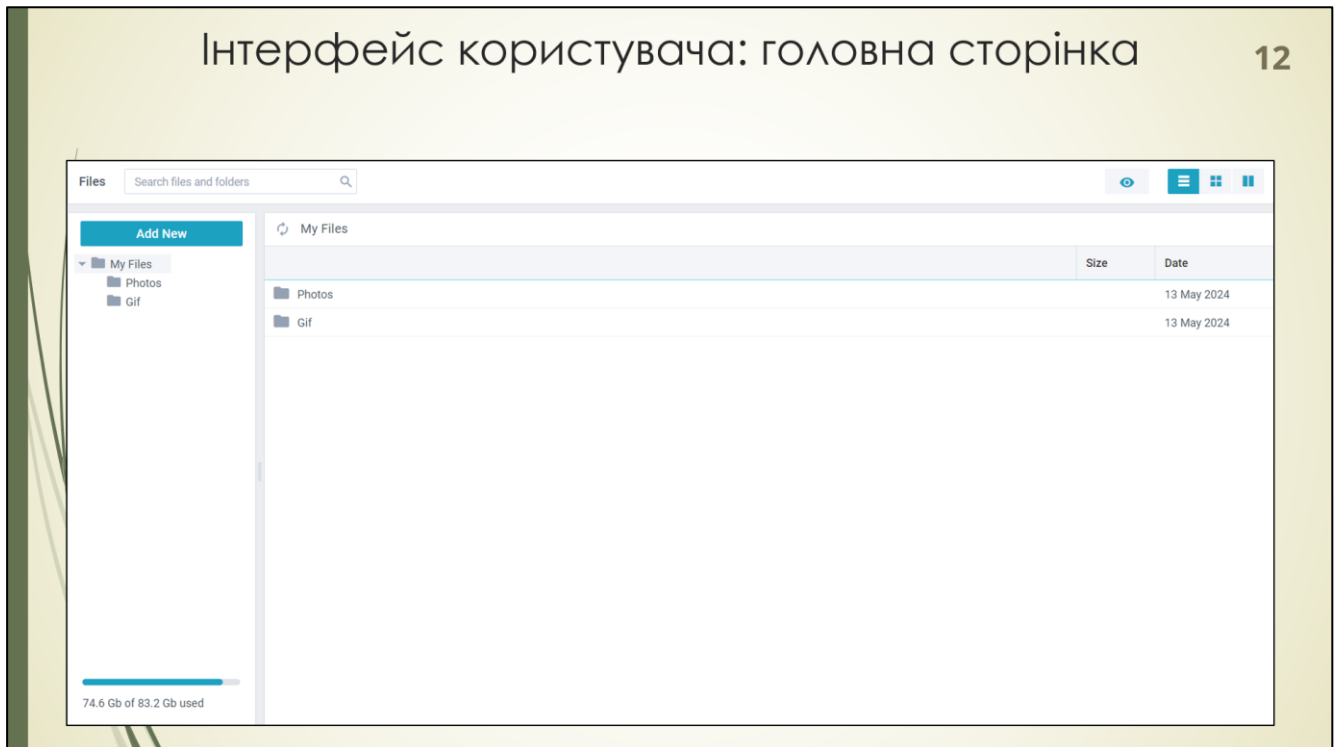 Інтерфейс користувача: головна сторінка
12
Files
Search files and folders
Add New
My Files
Photos
Gif
74.6 Gb of 83.2 Gb used
My Files
Size Date
Photos 13 May 2024
Gif 13 May 2024